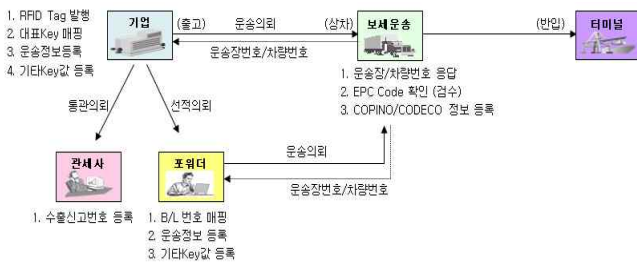 1. RFID Tag 발행
2. 대표Key 매핑
3. 운송정보등록
4. 기타Key값 등록
기업
(출고)
운송의뢰
(상차)
운송장번호/차량번호
보세운송
(반입)
터미널
1. 운송장/차량번호 응답
2. EPC Code 확인 (검수)
3. COPINO/CODECO 정보 등록
통관의뢰
선적의뢰
관세사
1. 수출신고번호 등록
포워더
운송의뢰
운송장번호/차량번호
1. B/L 번호 매핑
2. 운송정보 등록
3. 기타Key값 등록